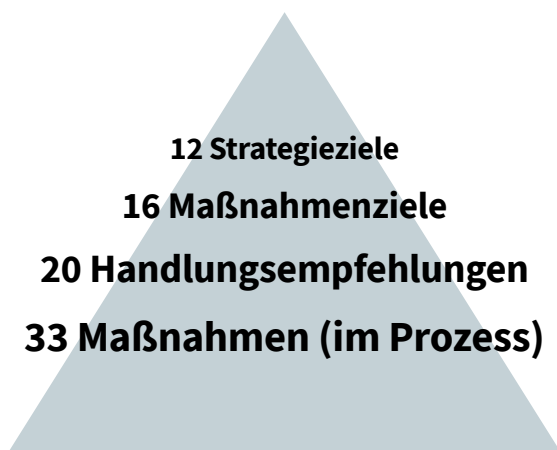 12 Strategieziele
16 Maßnahmenziele
20 Handlungsempfehlungen
33 Maßnahmen (im Prozess)